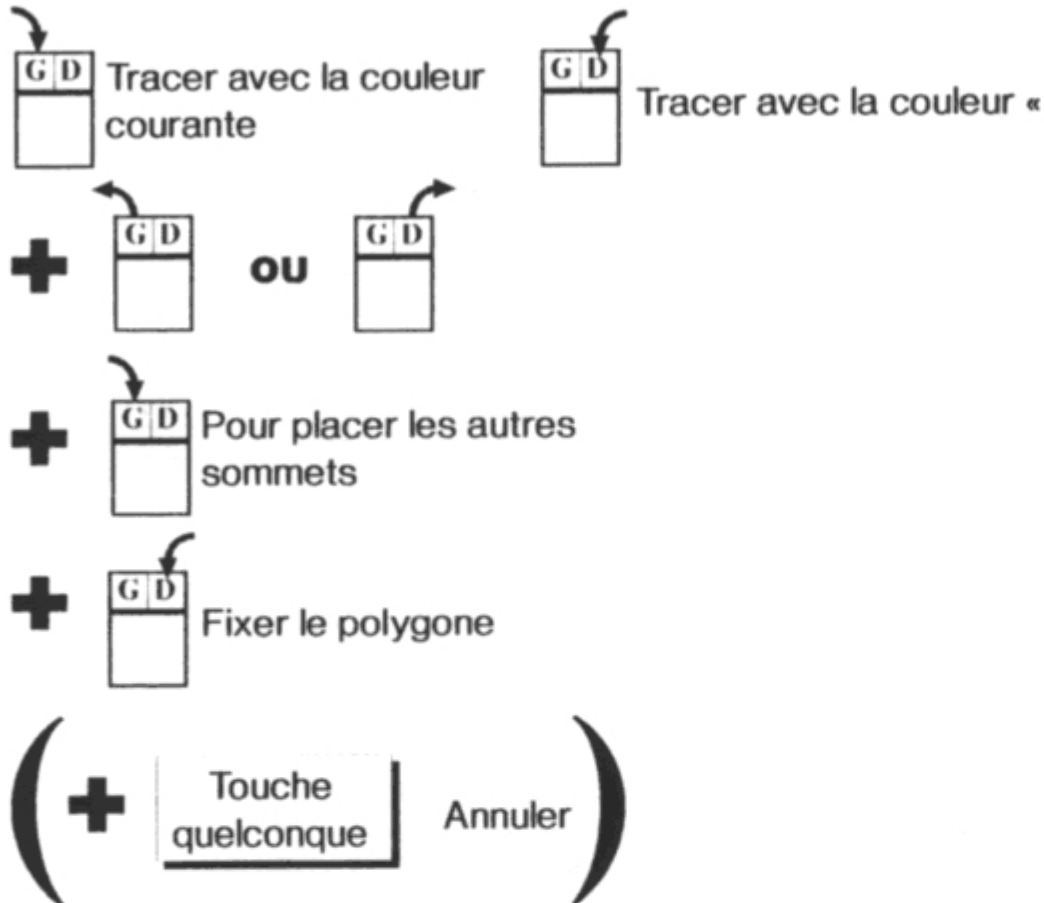 G D Tracer avec la couleur
courante
G D Tracer avec la couleur «
G D ou G D
G D Pour placer les autres
sommets
G D
Fixer le polygone
Touche
quelconque
Annuler